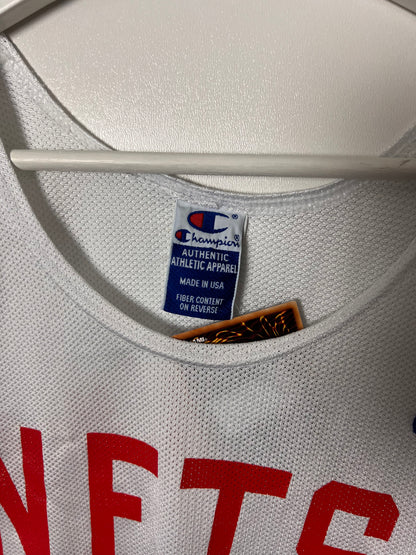 Champion®
AUTHENTIC
ATHLETIC APPAREL
MADE IN USA
FIBER CONTENT
ON REVERSE
NETS